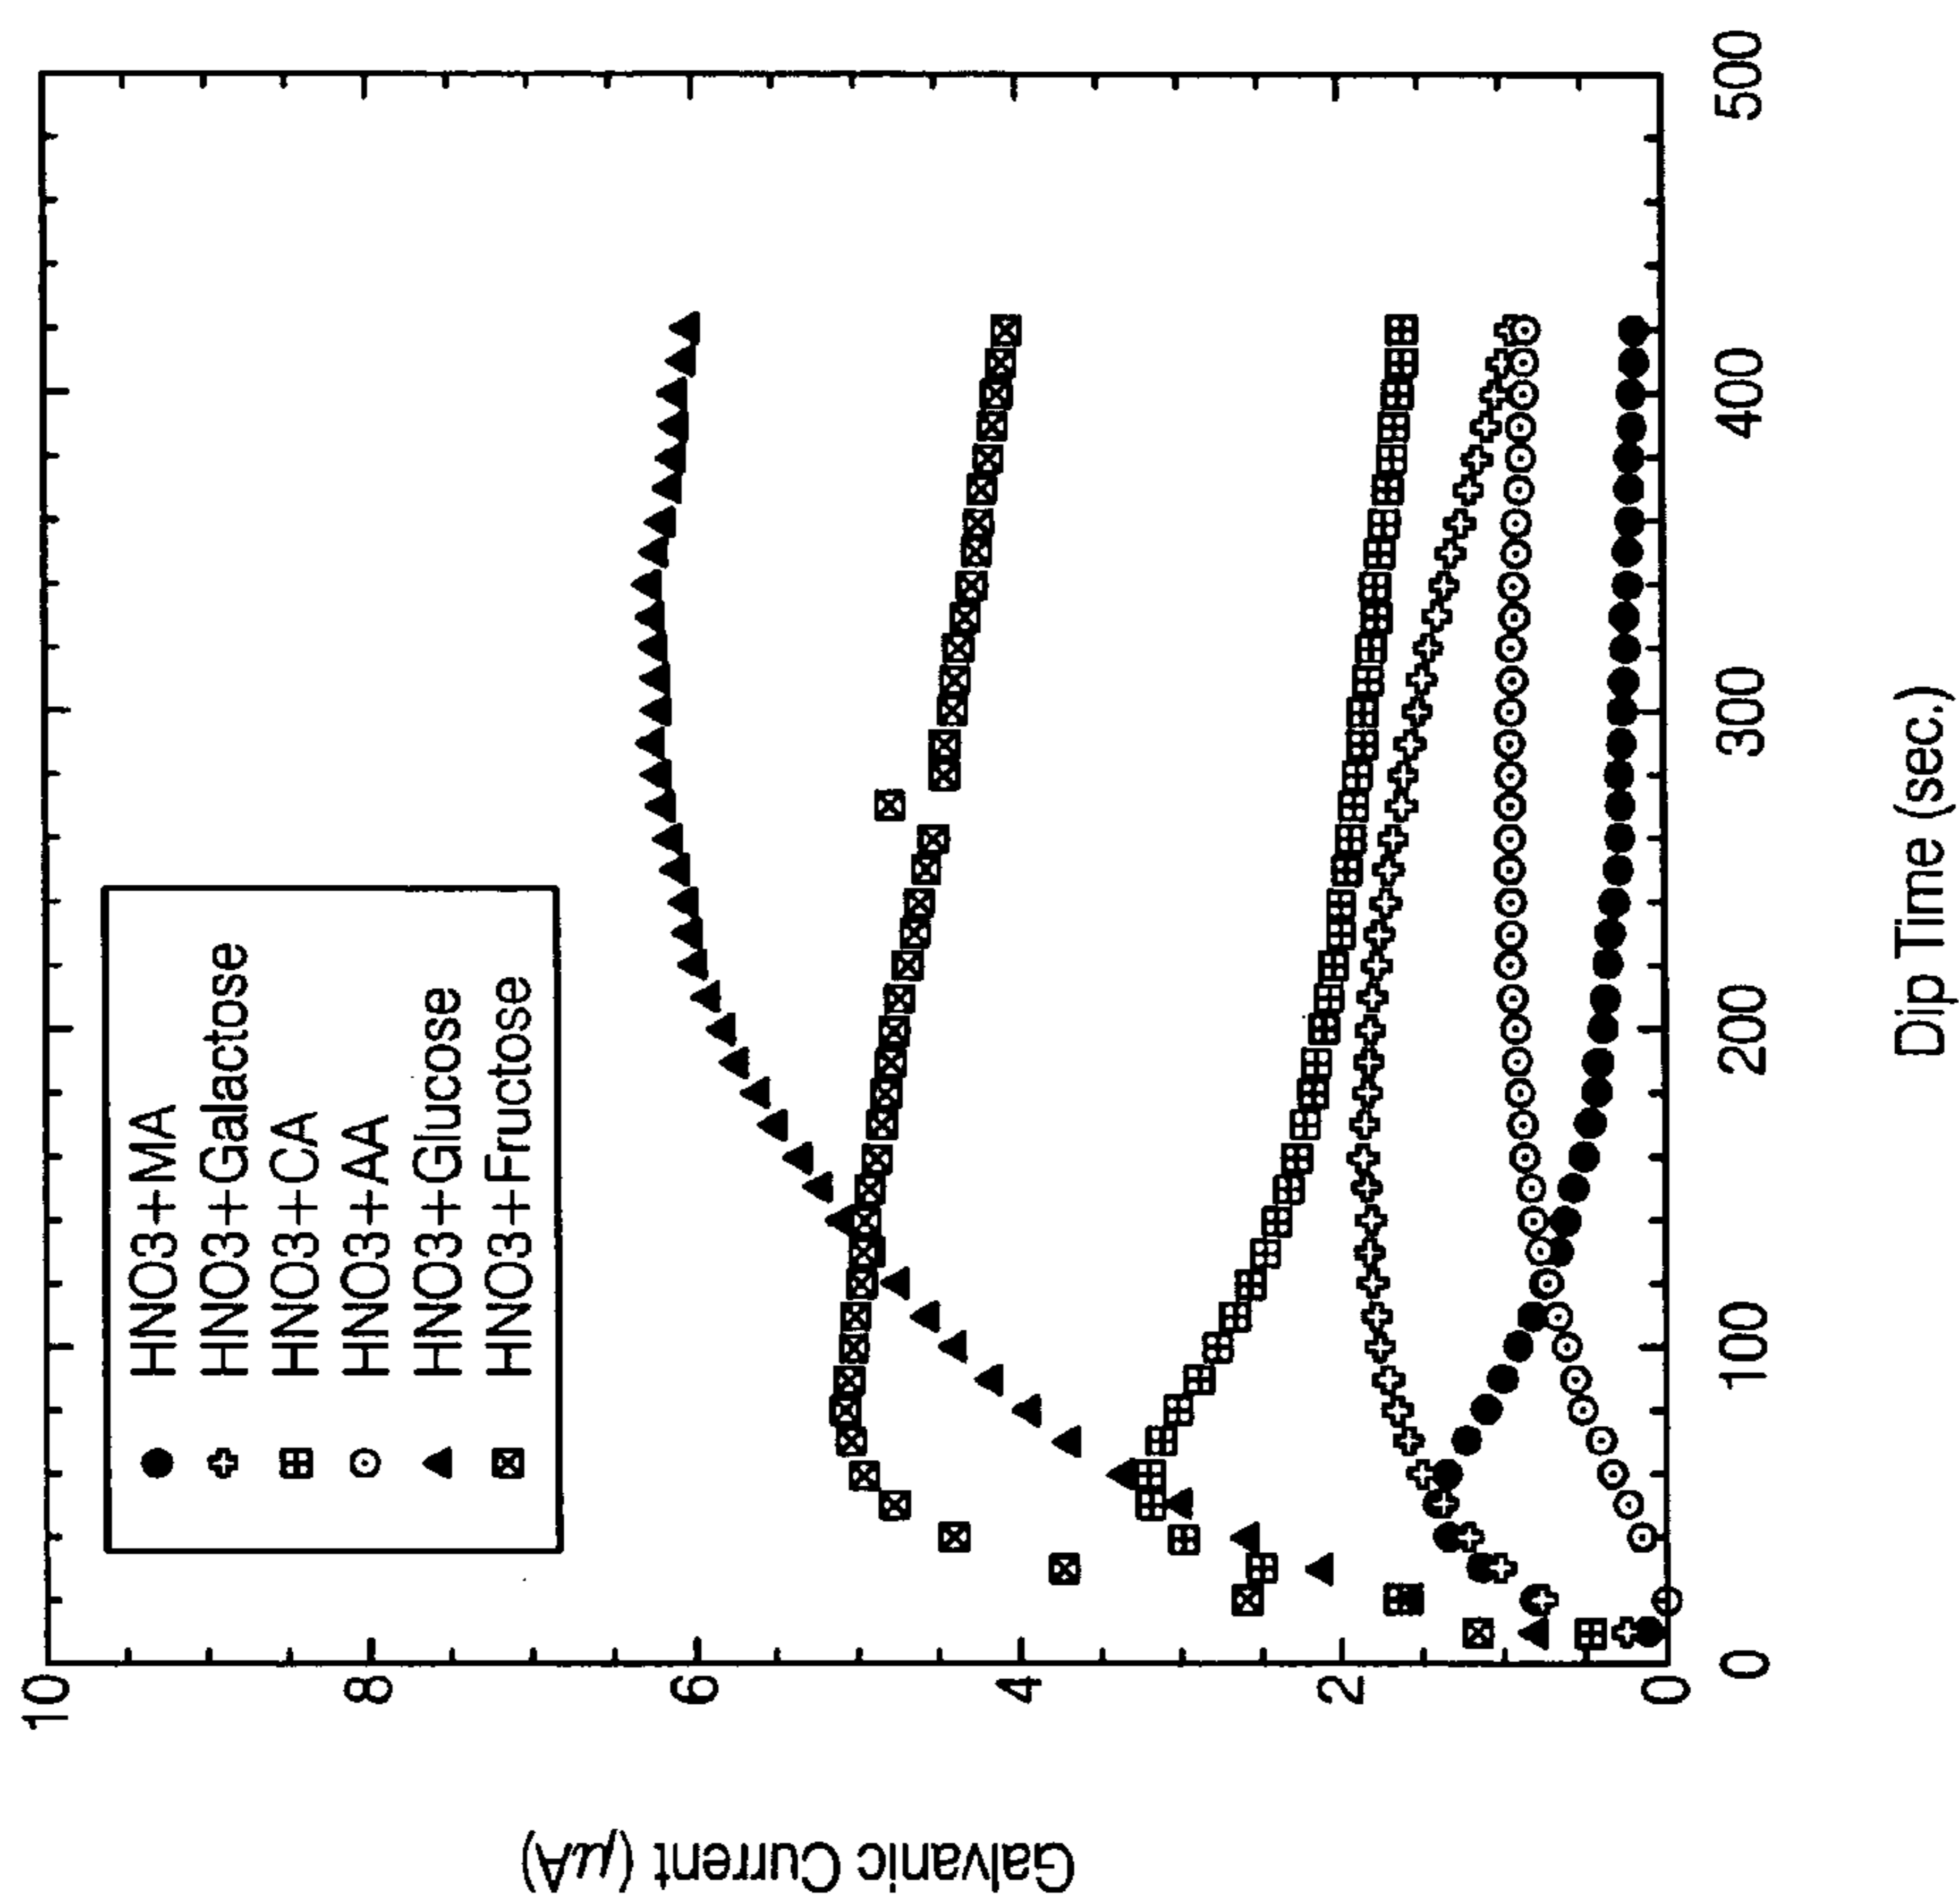 Galvanic Current (μA)
10
8
6
4
2
0
HNO3+MA
HNO3+Galactose
HNO3+CA
HNO3+AA
HNO3+Glucose
HNO3+Fructose
0
100
200
300
400
500
Dip Time (sec.)